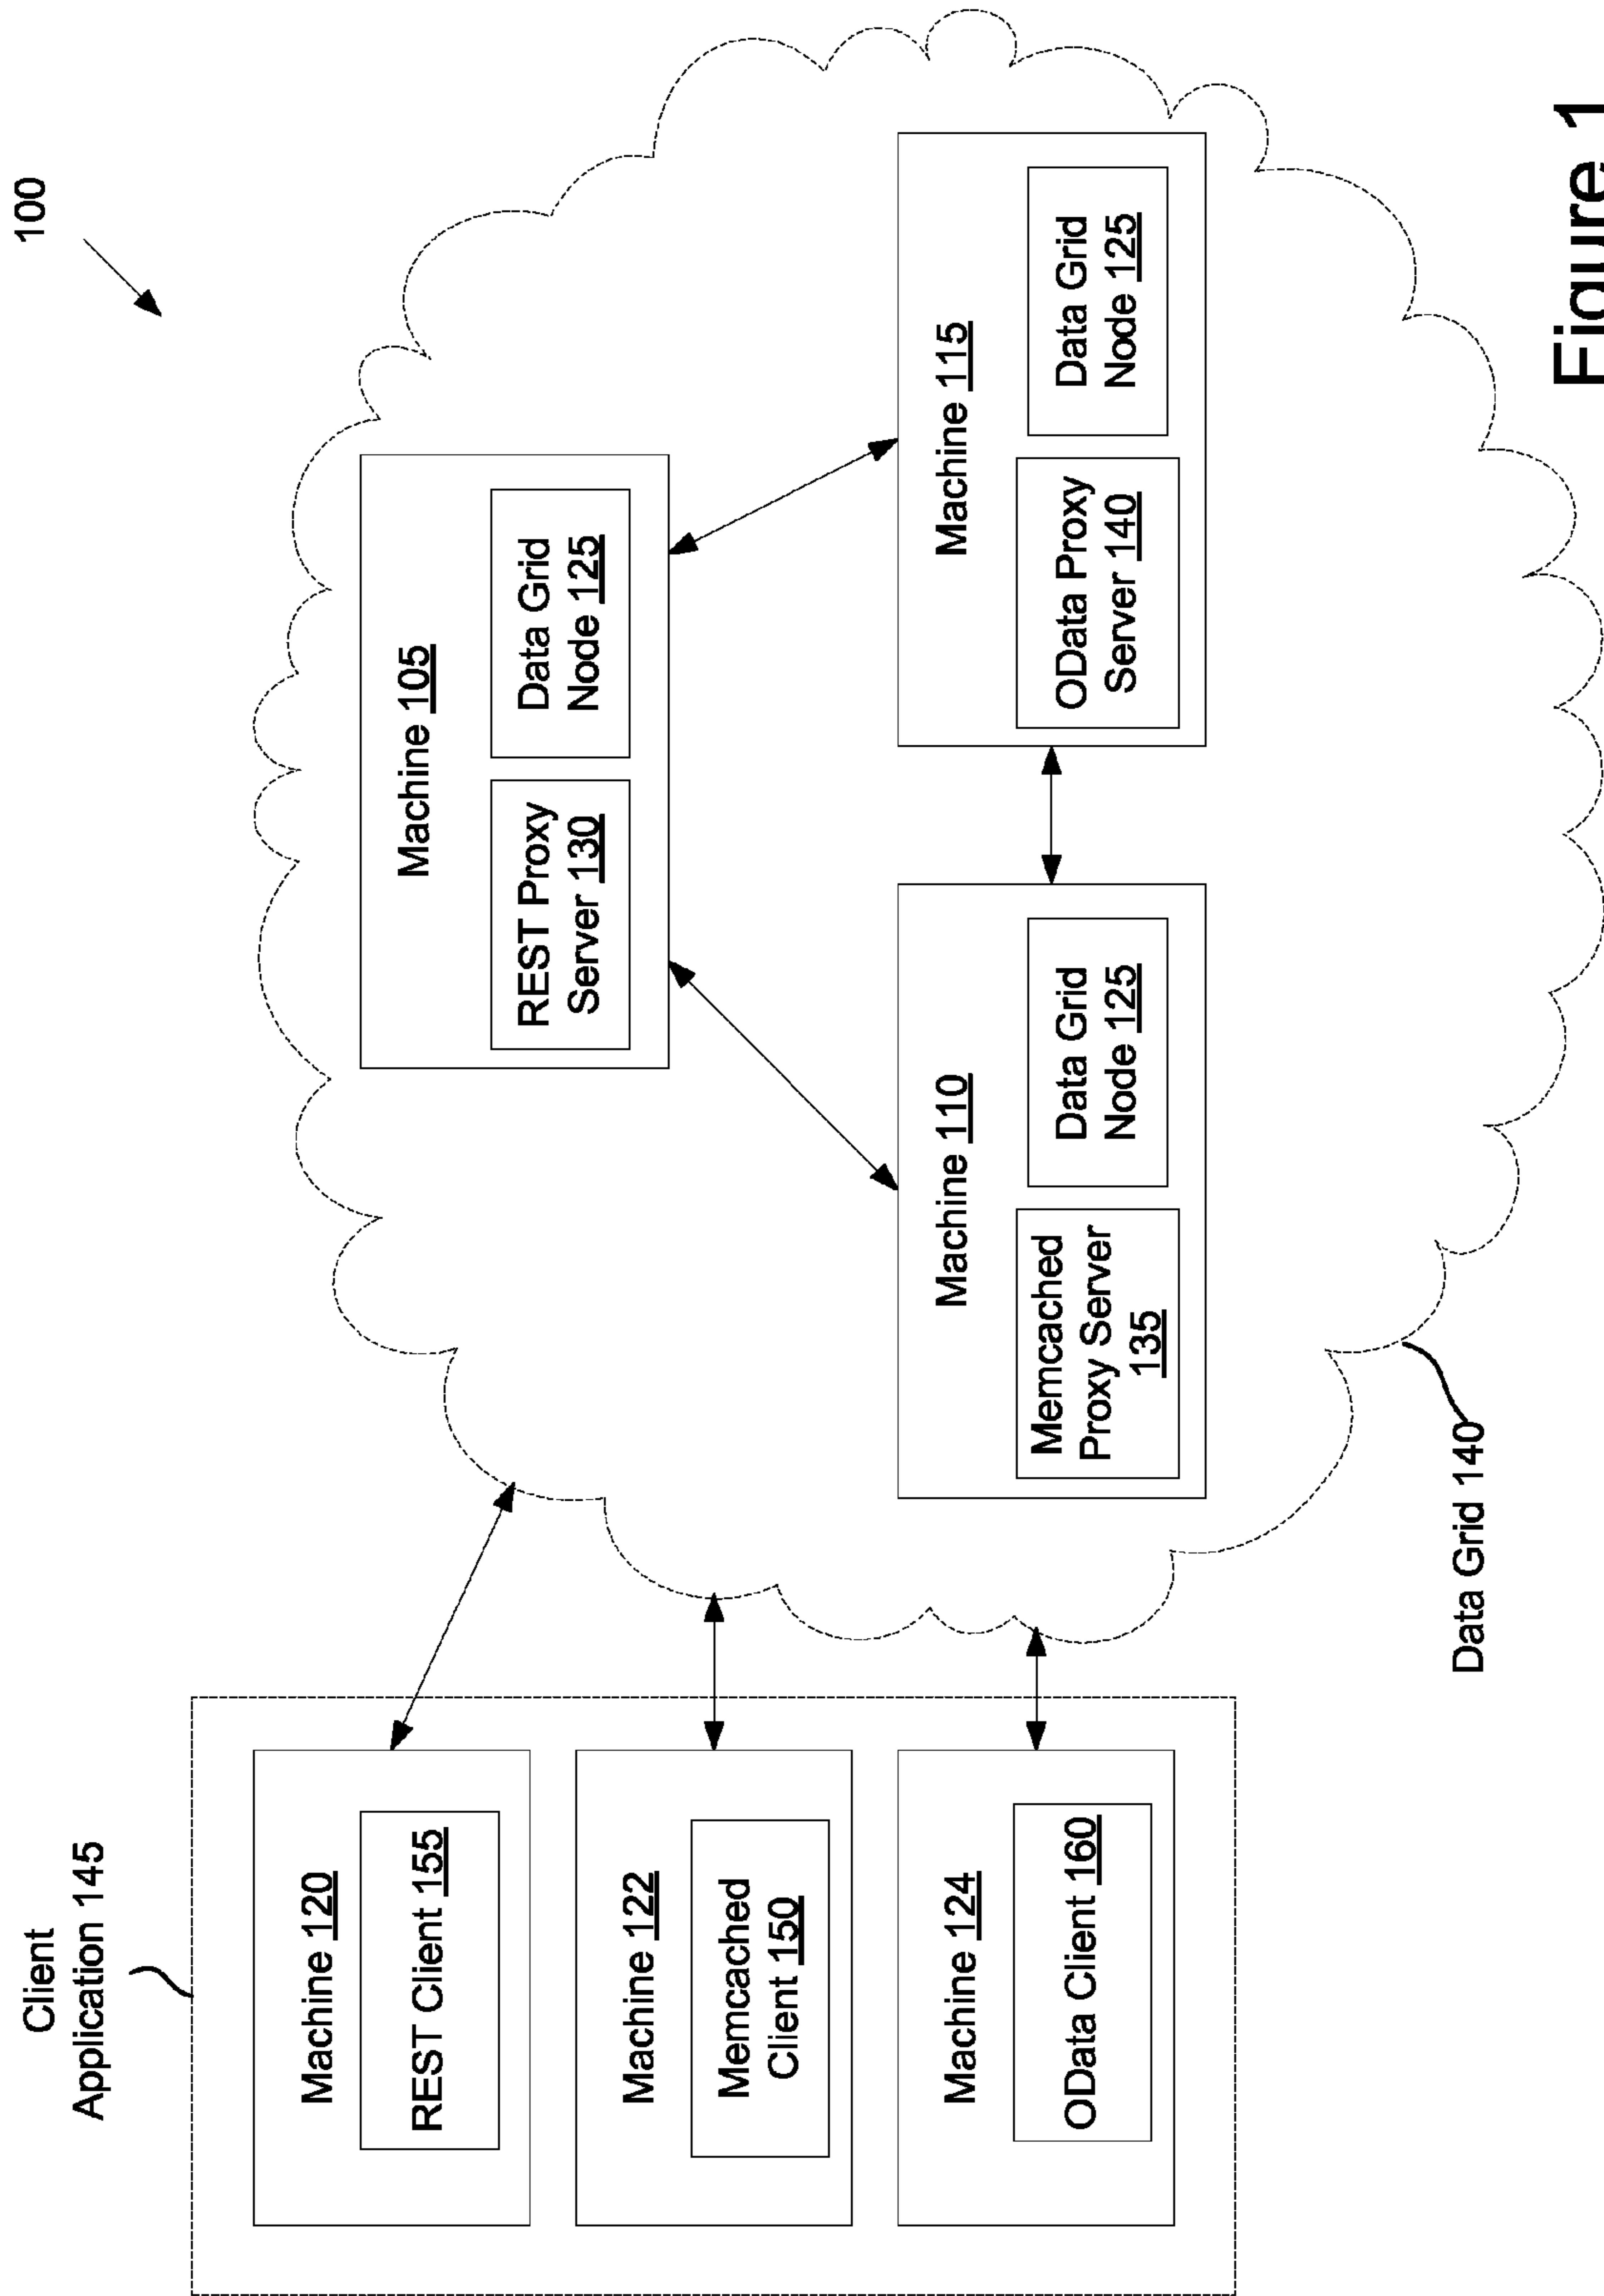 100
Client
Application 145
Machine 120
REST Client 155
Machine 122
Memcached
Client 150
Machine 124
OData Client 160
Machine 105
REST Proxy
Server 130
Data Grid
Node 125
Machine 110
Memcached
Proxy Server
135
Data Grid
Node 125
Machine 115
OData Proxy
Server 140
Data Grid
Node 125
Data Grid 140
Figure 1